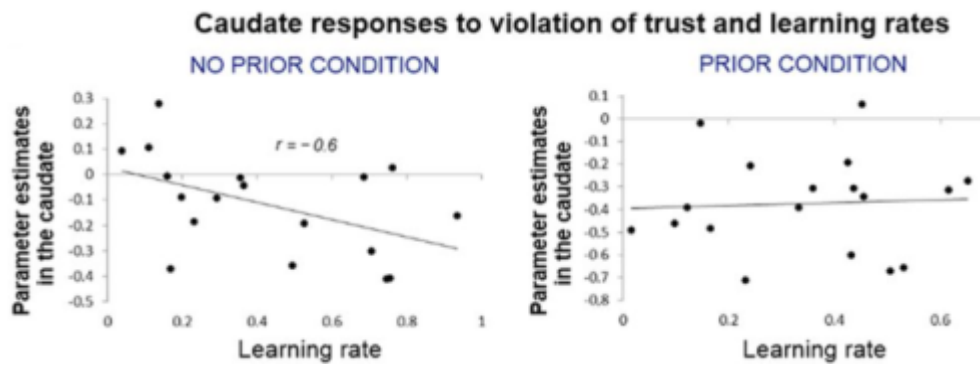 Caudate responses to violation of trust and learning rates
NO PRIOR CONDITION
Parameter estimates
in the caudate
0.3
0.2
0.1
0
-0.1
-0.2
-0.3
-0.4
-0.5
r = −0.6
0
0.2
0.4
0.6
0.8
1
Learning rate
PRIOR CONDITION
Parameter estimates
in the caudate
0.1
0
-0.1
-0.2
-0.3
-0.4
-0.5
-0.6
-0.7
-0.8
0
0.2
0.4
0.6
Learning rate